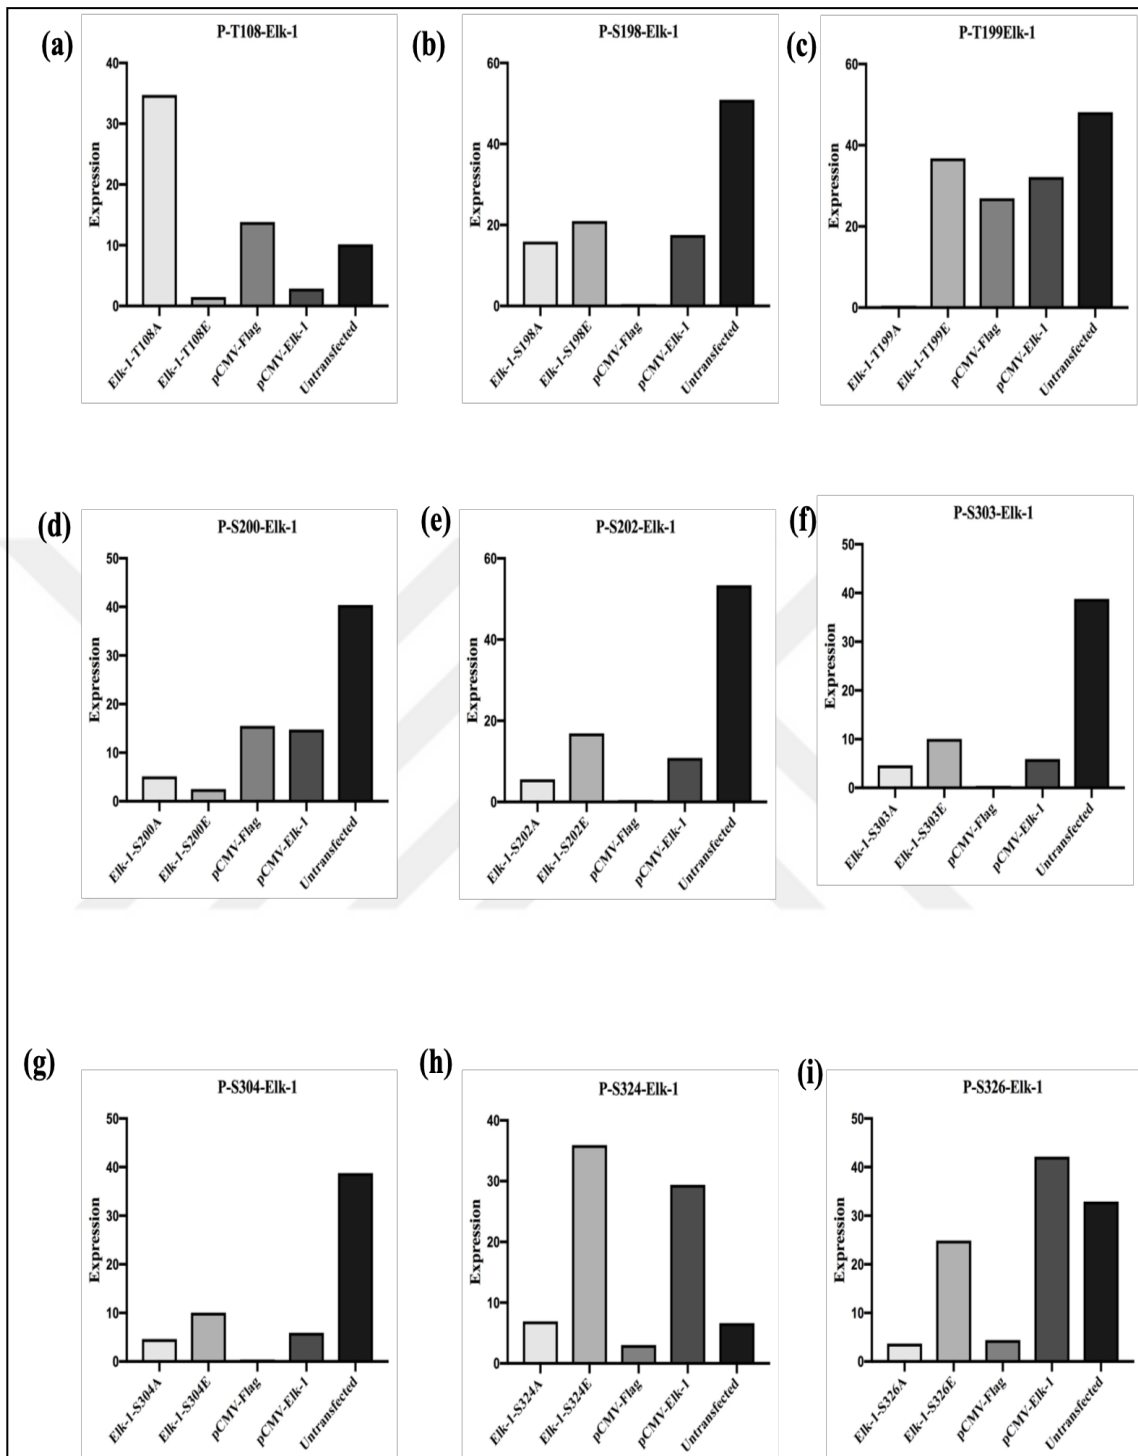 (a)
P-T108-Elk-1
Expression
40
30
20
10
0
Elk-1-T108A
Elk-1-T108E
pCMV-Flag
pCMV-Elk-1
Untransfected
(b)
P-S198-Elk-1
Expression
60
40
20
0
Elk-1-S198A
Elk-1-S198E
pCMV-Flag
pCMV-Elk-1
Untransfected
(c)
P-T199Elk-1
Expression
60
40
20
0
Elk-1-T199A
Elk-1-T199E
pCMV-Flag
pCMV-Elk-1
Untransfected
(d)
P-S200-Elk-1
Expression
50
40
30
20
10
0
Elk-1-S200A
Elk-1-S200E
pCMV-Flag
pCMV-Elk-1
Untransfected
(e)
P-S202-Elk-1
Expression
60
40
20
0
Elk-1-S202A
Elk-1-S202E
pCMV-Flag
pCMV-Elk-1
Untransfected
(f)
P-S303-Elk-1
Expression
50
40
30
20
10
0
Elk-1-S303A
Elk-1-S303E
pCMV-Flag
pCMV-Elk-1
Untransfected
(g)
P-S304-Elk-1
Expression
50
40
30
20
10
0
Elk-1-S304A
Elk-1-S304E
pCMV-Flag
pCMV-Elk-1
Untransfected
(h)
P-S324-Elk-1
Expression
40
30
20
10
0
Elk-1-S324A
Elk-1-S324E
pCMV-Flag
pCMV-Elk-1
Untransfected
(i)
P-S326-Elk-1
Expression
50
40
30
20
10
0
Elk-1-S326A
Elk-1-S326E
pCMV-Flag
pCMV-Elk-1
Untransfected